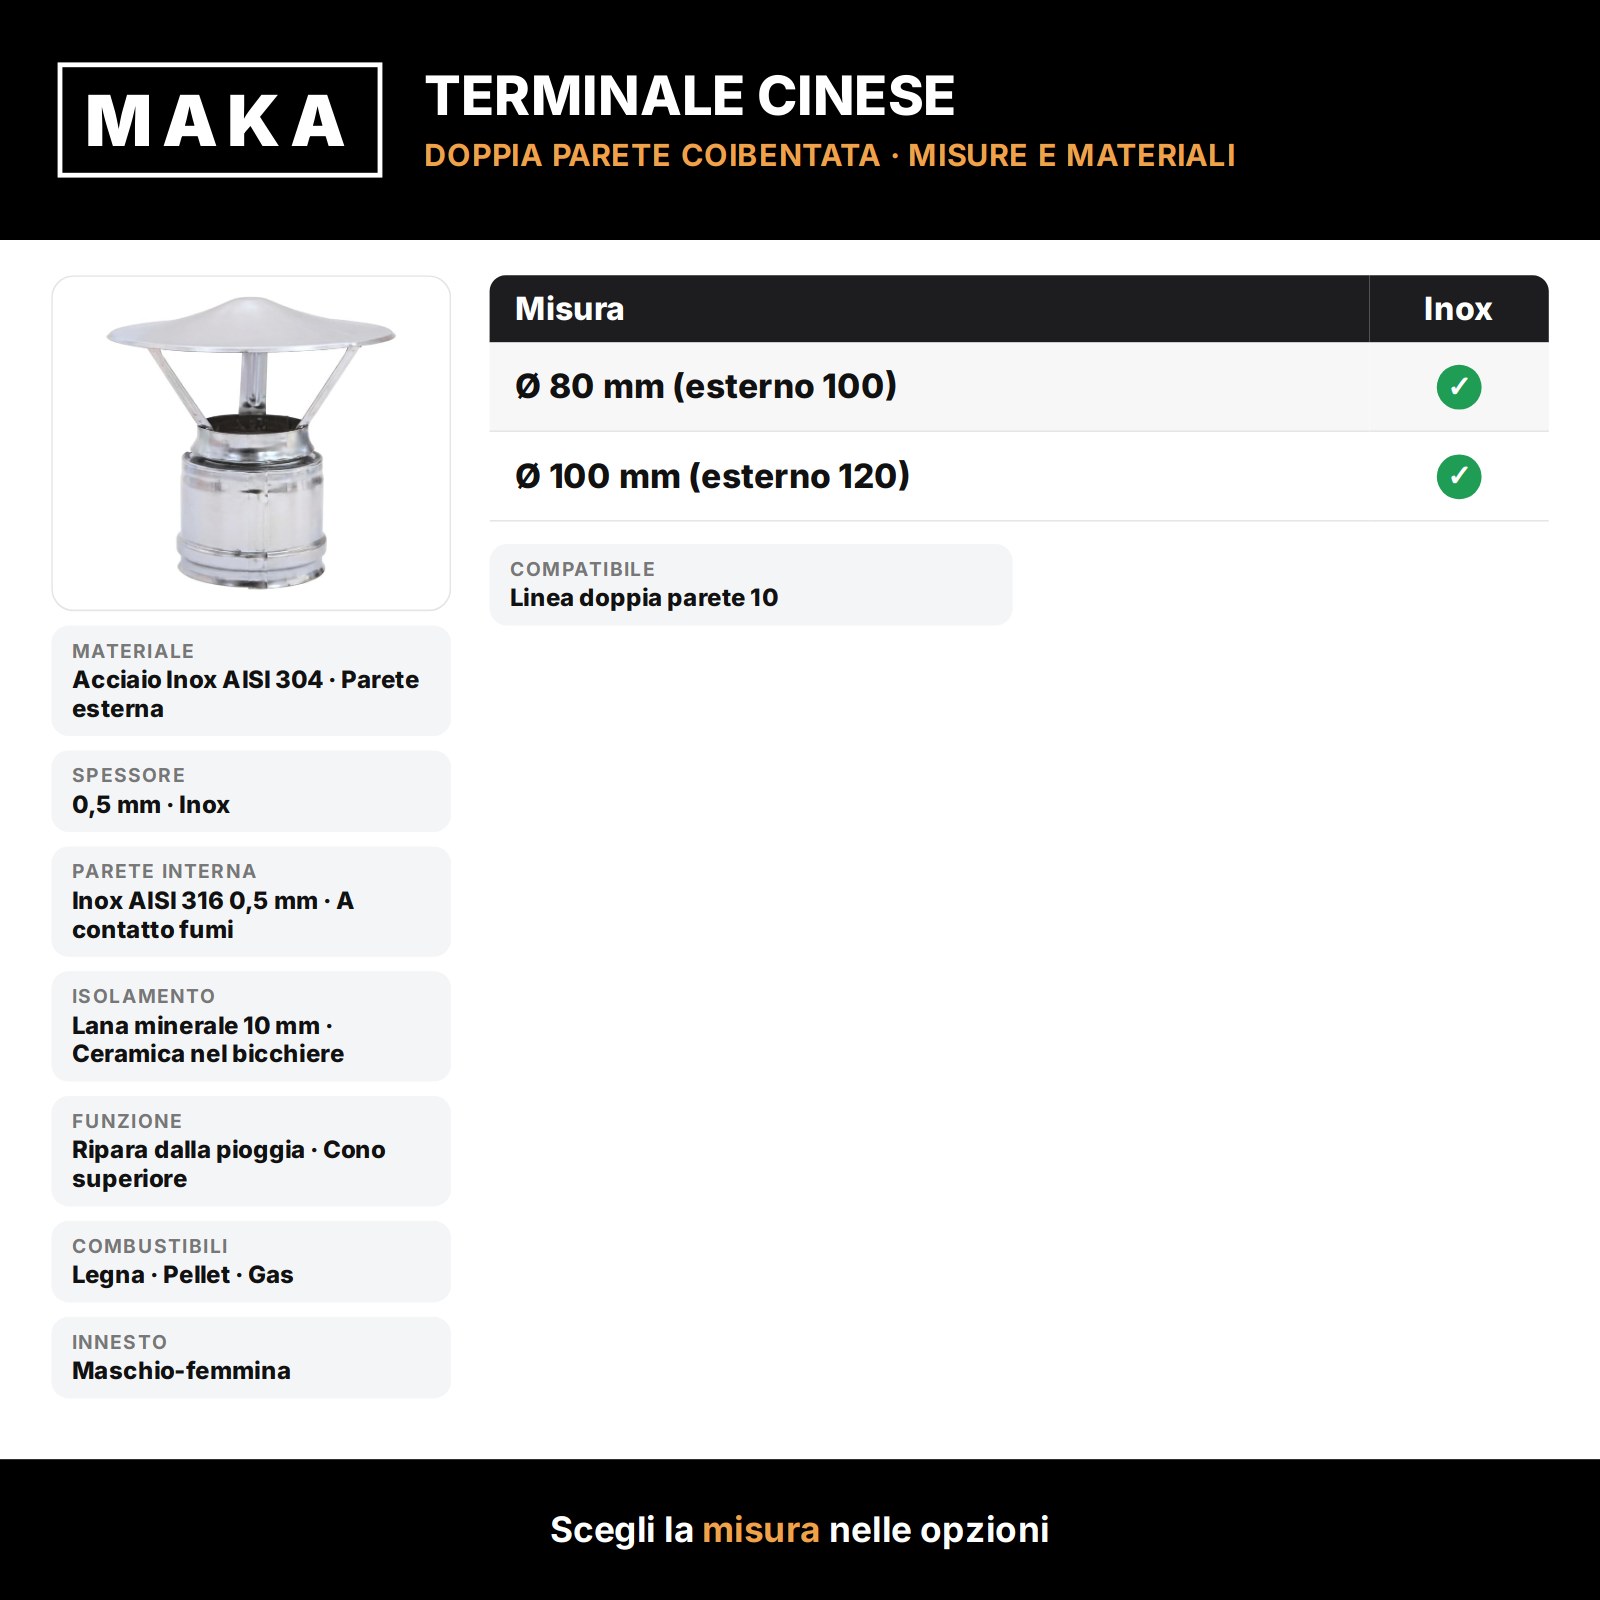 MAKA
TERMINALE CINESE
DOPPIA PARETE COIBENTATA · MISURE E MATERIALI
Misura Inox
Ø 80 mm (esterno 100) ✓
Ø 100 mm (esterno 120) ✓
COMPATIBILE
Linea doppia parete 10
MATERIALE
Acciaio Inox AISI 304 · Parete
esterna
SPESSORE
0,5 mm · Inox
PARETE INTERNA
Inox AISI 316 0,5 mm · A
contatto fumi
ISOLAMENTO
Lana minerale 10 mm ·
Ceramica nel bicchiere
FUNZIONE
Ripara dalla pioggia · Cono
superiore
COMBUSTIBILI
Legna · Pellet · Gas
INNESTO
Maschio-femmina
Scegli la misura nelle opzioni